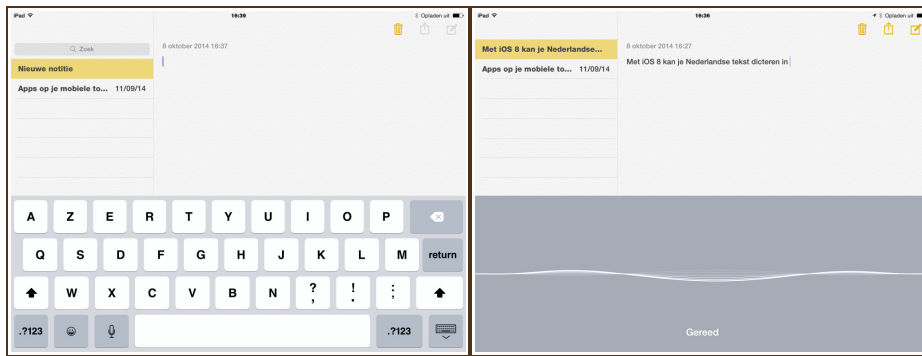 iPad 16:39 Opladen uit
Zoek
8 oktober 2014 16:37
Nieuwe notitie
Apps op je mobiele to... 11/09/14
A Z E R T Y U I O P
Q S D F G H J K L M return
W X C V B N ? , ! . : ;
.?123 .?123
iPad 16:36 Opladen uit
Met iOS 8 kan je Nederlandse...
8 oktober 2014 16:27
Apps op je mobiele to... 11/09/14
Met iOS 8 kan je Nederlandse tekst dicteren in
Gereed